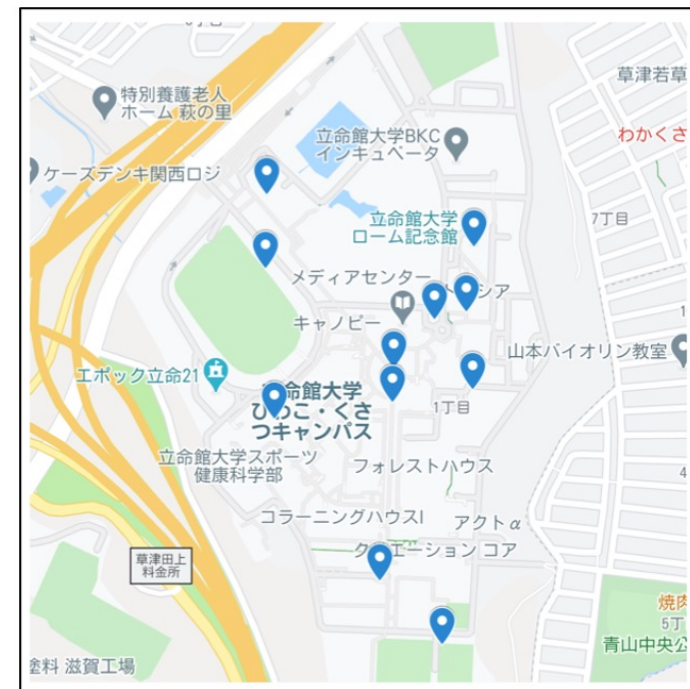 特別養護老人
ホーム 萩の里
ケーズデンキ関西ロジ
立命館大学BKC
インキュベータ
草津若草
わかくさ
立命館大学
ローム記念館
7丁目
メディアセンター
シア
キャノピー
山本バイオリン教室
エポック立命21
命館大学
びわこ・くさ
つキャンパス
1丁目
立命館大学スポーツ
健康科学部
フォレストハウス
コラーニングハウスI
アクトα
クリエーション コア
草津田上
料金所
焼肉
5丁
青山中央公
塗料 滋賀工場
1
4